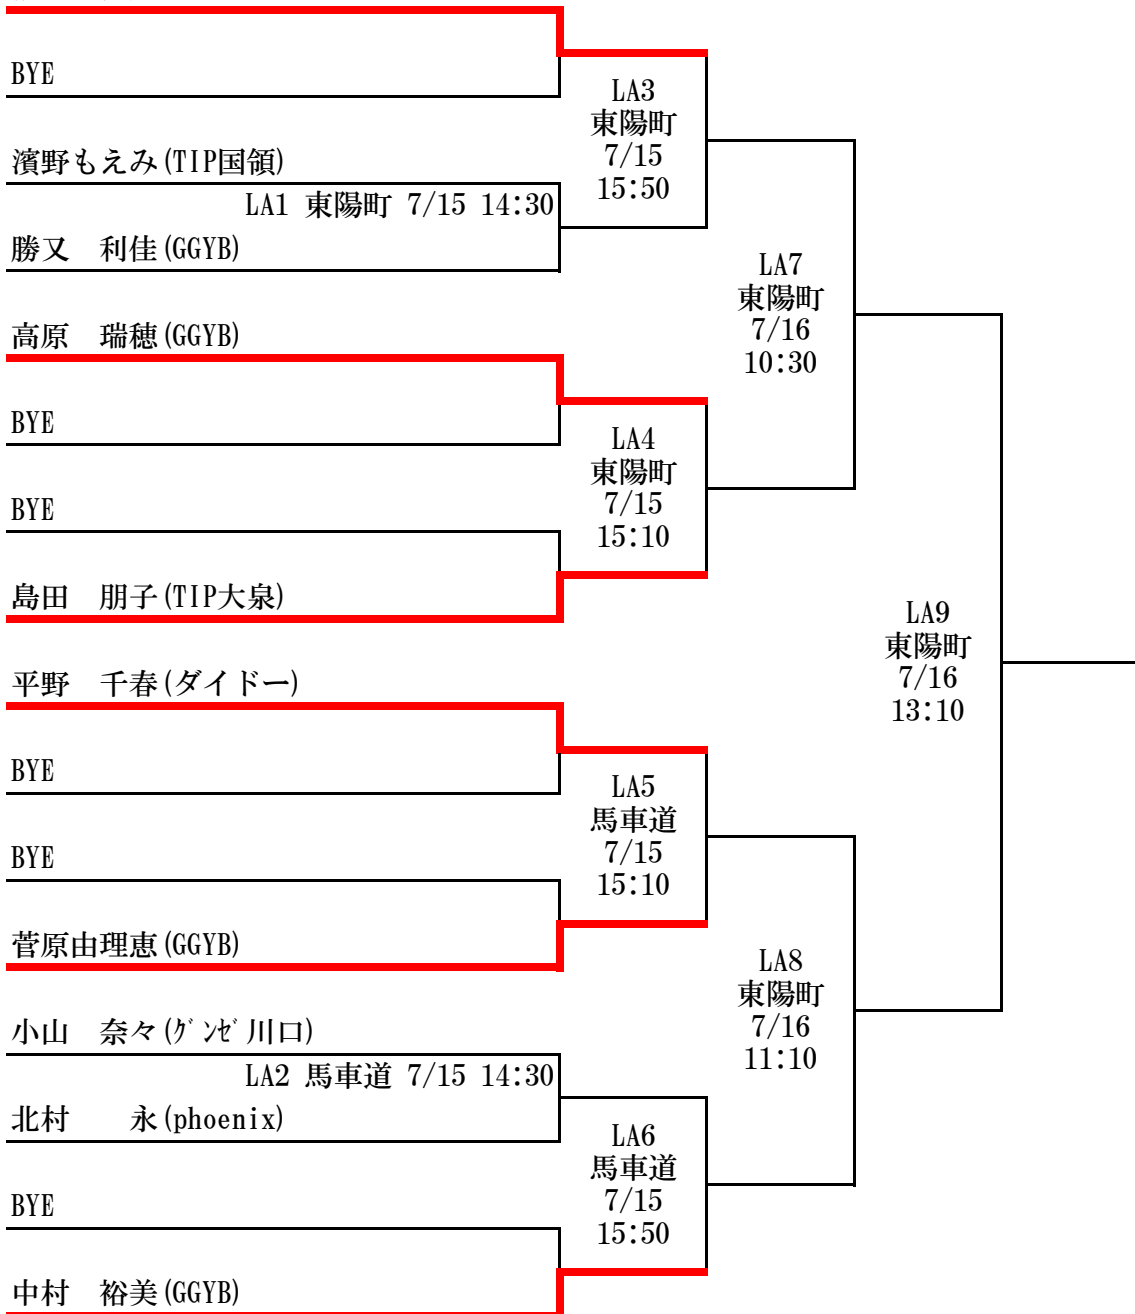 BYE
LA3
東陽町
7/15
15:50
濱野もえみ(TIP国領)
LA1 東陽町 7/15 14:30
勝又　利佳(GGYB)
LA7
東陽町
7/16
10:30
高原　瑞穂(GGYB)
BYE
LA4
東陽町
7/15
15:10
BYE
島田　朋子(TIP大泉)
LA9
東陽町
7/16
13:10
平野　千春(ダイドー)
BYE
LA5
馬車道
7/15
15:10
BYE
菅原由理恵(GGYB)
LA8
東陽町
7/16
11:10
小山　奈々(ｸﾞﾝｾﾞ川口)
LA2 馬車道 7/15 14:30
北村　　永(phoenix)
LA6
馬車道
7/15
15:50
BYE
中村　裕美(GGYB)